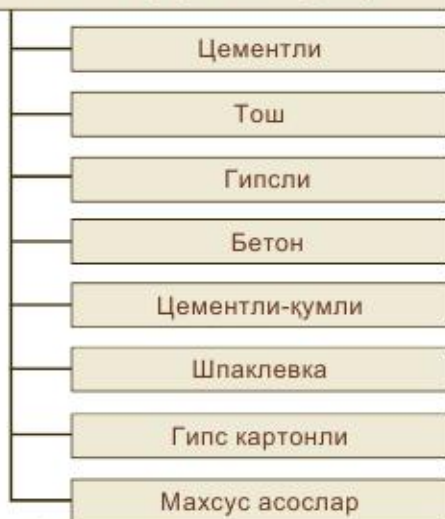 Цементли
Тош
Гипсли
Бетон
Цементли-қумли
Шпаклевка
Гипс картонли
Махсус асослар